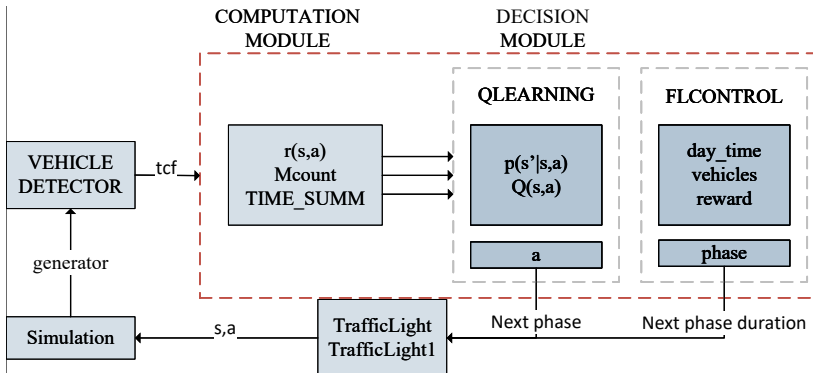 COMPUTATION
MODULE
DECISION
MODULE
QLEARNING
FLCONTROL
VEHICLE
DETECTOR
tcf
r(s,a)
Mcount
TIME_SUMM
p(s’|s,a)
Q(s,a)
day_time
vehicles
reward
a
phase
generator
Simulation
s,a
TrafficLight
TrafficLight1
Next phase
Next phase duration